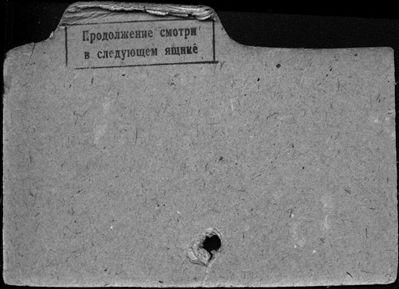 Продолжение смотри
в следующем ящике